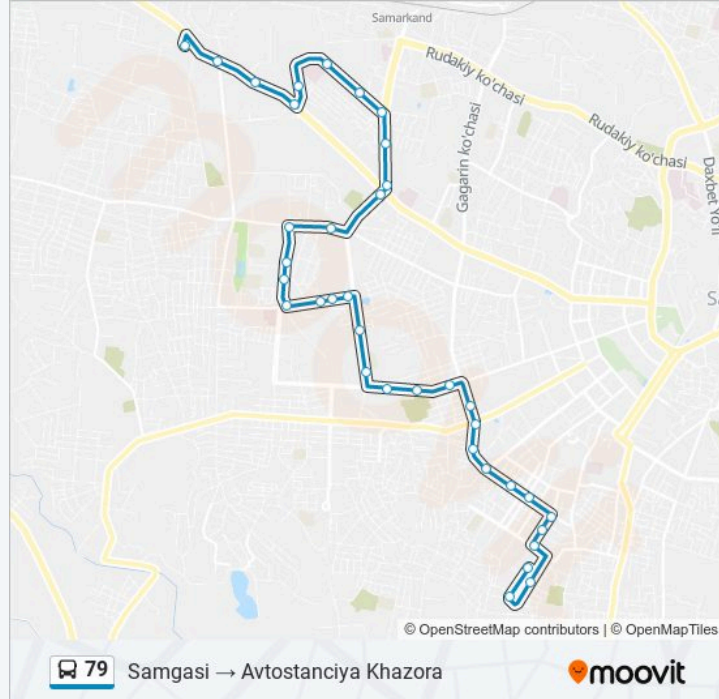 Samarkand
Rudakiy ko'chasi
Rudakiy ko'chasi
Gagarin ko'chasi
Daxbet Yo'li
© OpenStreetMap contributors | © OpenMapTiles
79 Samgasi → Avtostanciya Khazora
moovit